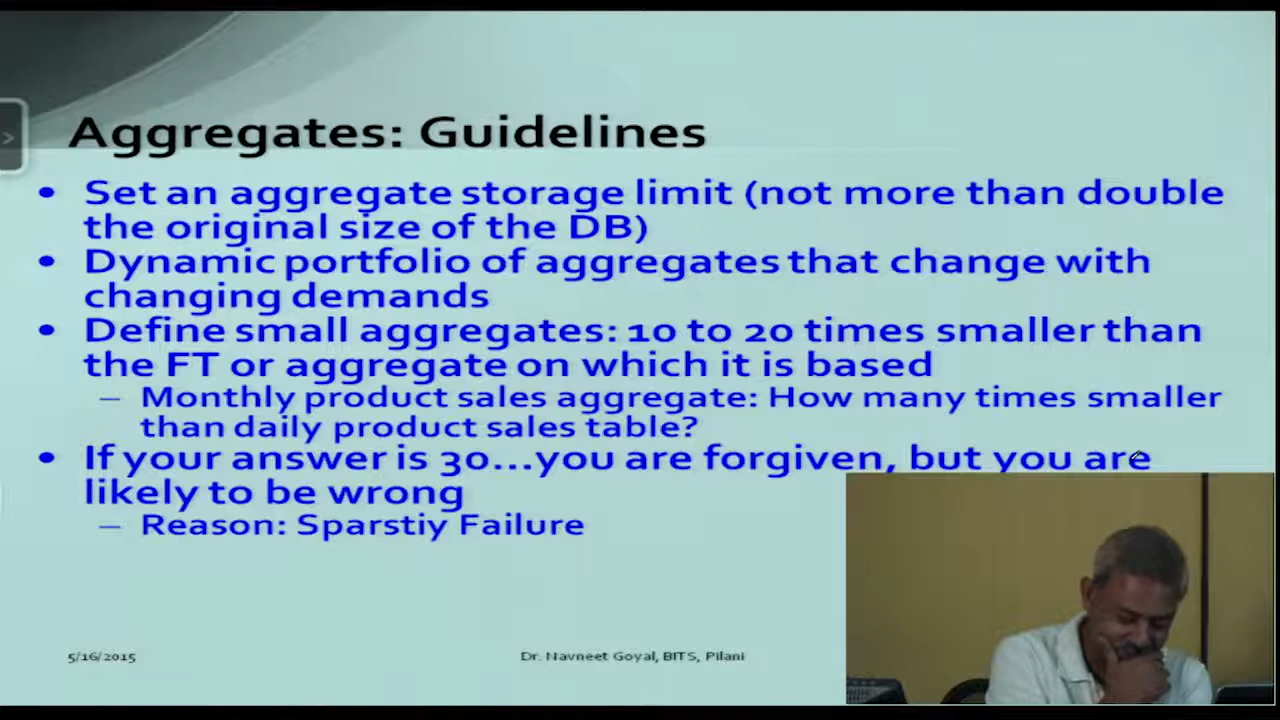 Aggregates: Guidelines
• Set an aggregate storage limit (not more than double
the original size of the DB)
• Dynamic portfolio of aggregates that change with
changing demands
• Define small aggregates: 10 to 20 times smaller than
the FT or aggregate on which it is based
– Monthly product sales aggregate: How many times smaller
than daily product sales table?
• If your answer is 30...you are forgiven, but you are
likely to be wrong
– Reason: Sparstiy Failure
5/16/2015
Dr. Navneet Goyal, BITS, Pilani